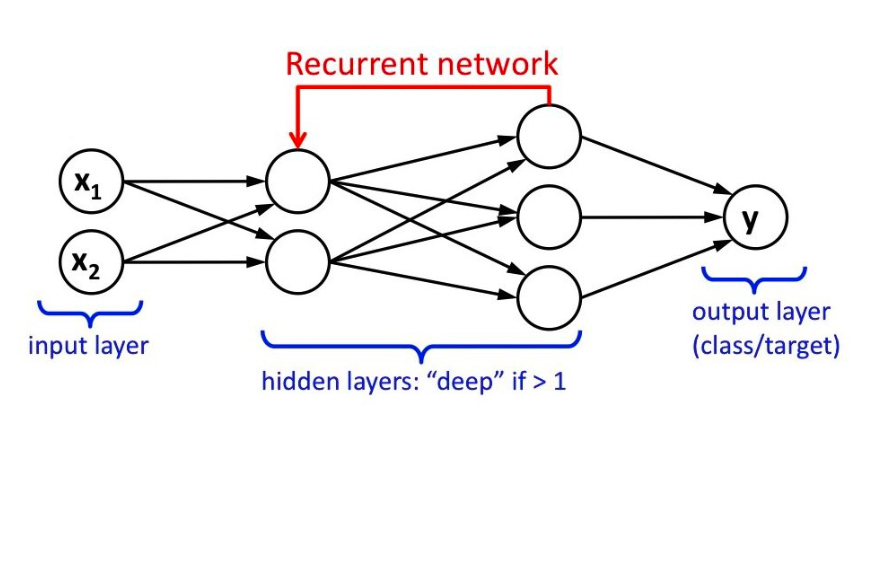 Recurrent network
x1
x2
y
input layer
hidden layers: “deep” if > 1
output layer
(class/target)